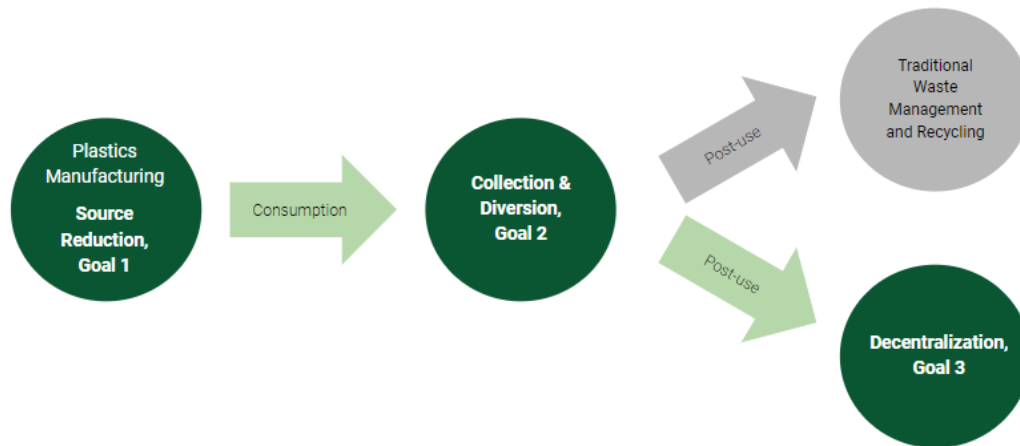 Plastics
Manufacturing
Source
Reduction,
Goal 1
Consumption
Collection &
Diversion,
Goal 2
Post-use
Traditional
Waste
Management
and Recycling
Post-use
Decentralization,
Goal 3